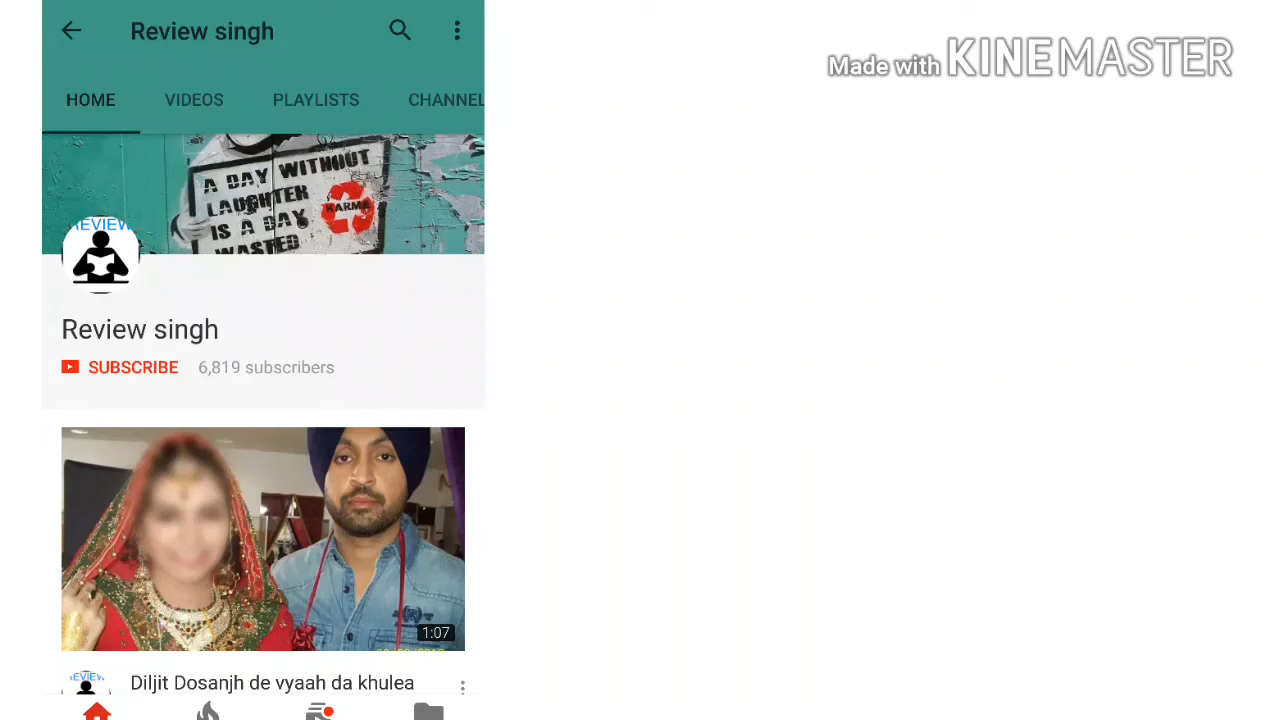 Review singh
Made with KINEMASTER
HOME VIDEOS PLAYLISTS CHANNEL
A DAY WITHOUT
LAUGHTER
IS A DAY
WASTED
KARMA
REVIEW
Review singh
SUBSCRIBE 6,819 subscribers
1:07
REVIEW
Diljit Dosanjh de vyaah da khulea